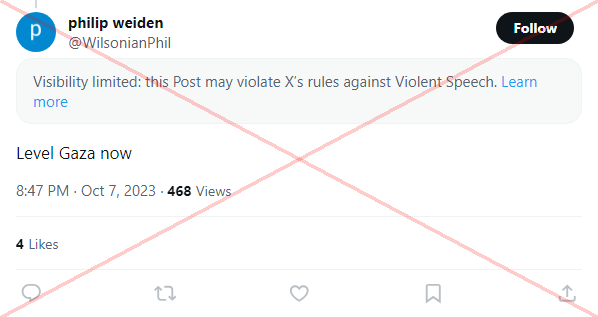 philip weiden
@WilsonianPhil
Follow
Visibility limited: this Post may violate X's rules against Violent Speech. Learn
more
Level Gaza now
8:47 PM · Oct 7, 2023 · 468 Views
4 Likes